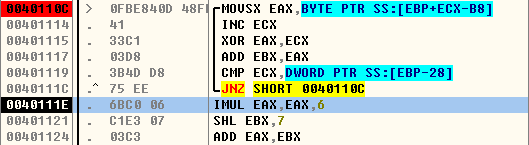 0040110C > 0FBE840D 48FF MOVSX EAX,BYTE PTR SS:[EBP+ECX-B8]
00401114 . 41 INC ECX
00401115 . 33C1 XOR EAX,ECX
00401117 . 03D8 ADD EBX,EAX
00401119 . 3B4D D8 CMP ECX,DWORD PTR SS:[EBP-28]
0040111C .^ 75 EE JNZ SHORT 0040110C
0040111E . 6BC0 06 IMUL EAX,EAX,6
00401121 . C1E3 07 SHL EBX,7
00401124 . 03C3 ADD EAX,EBX